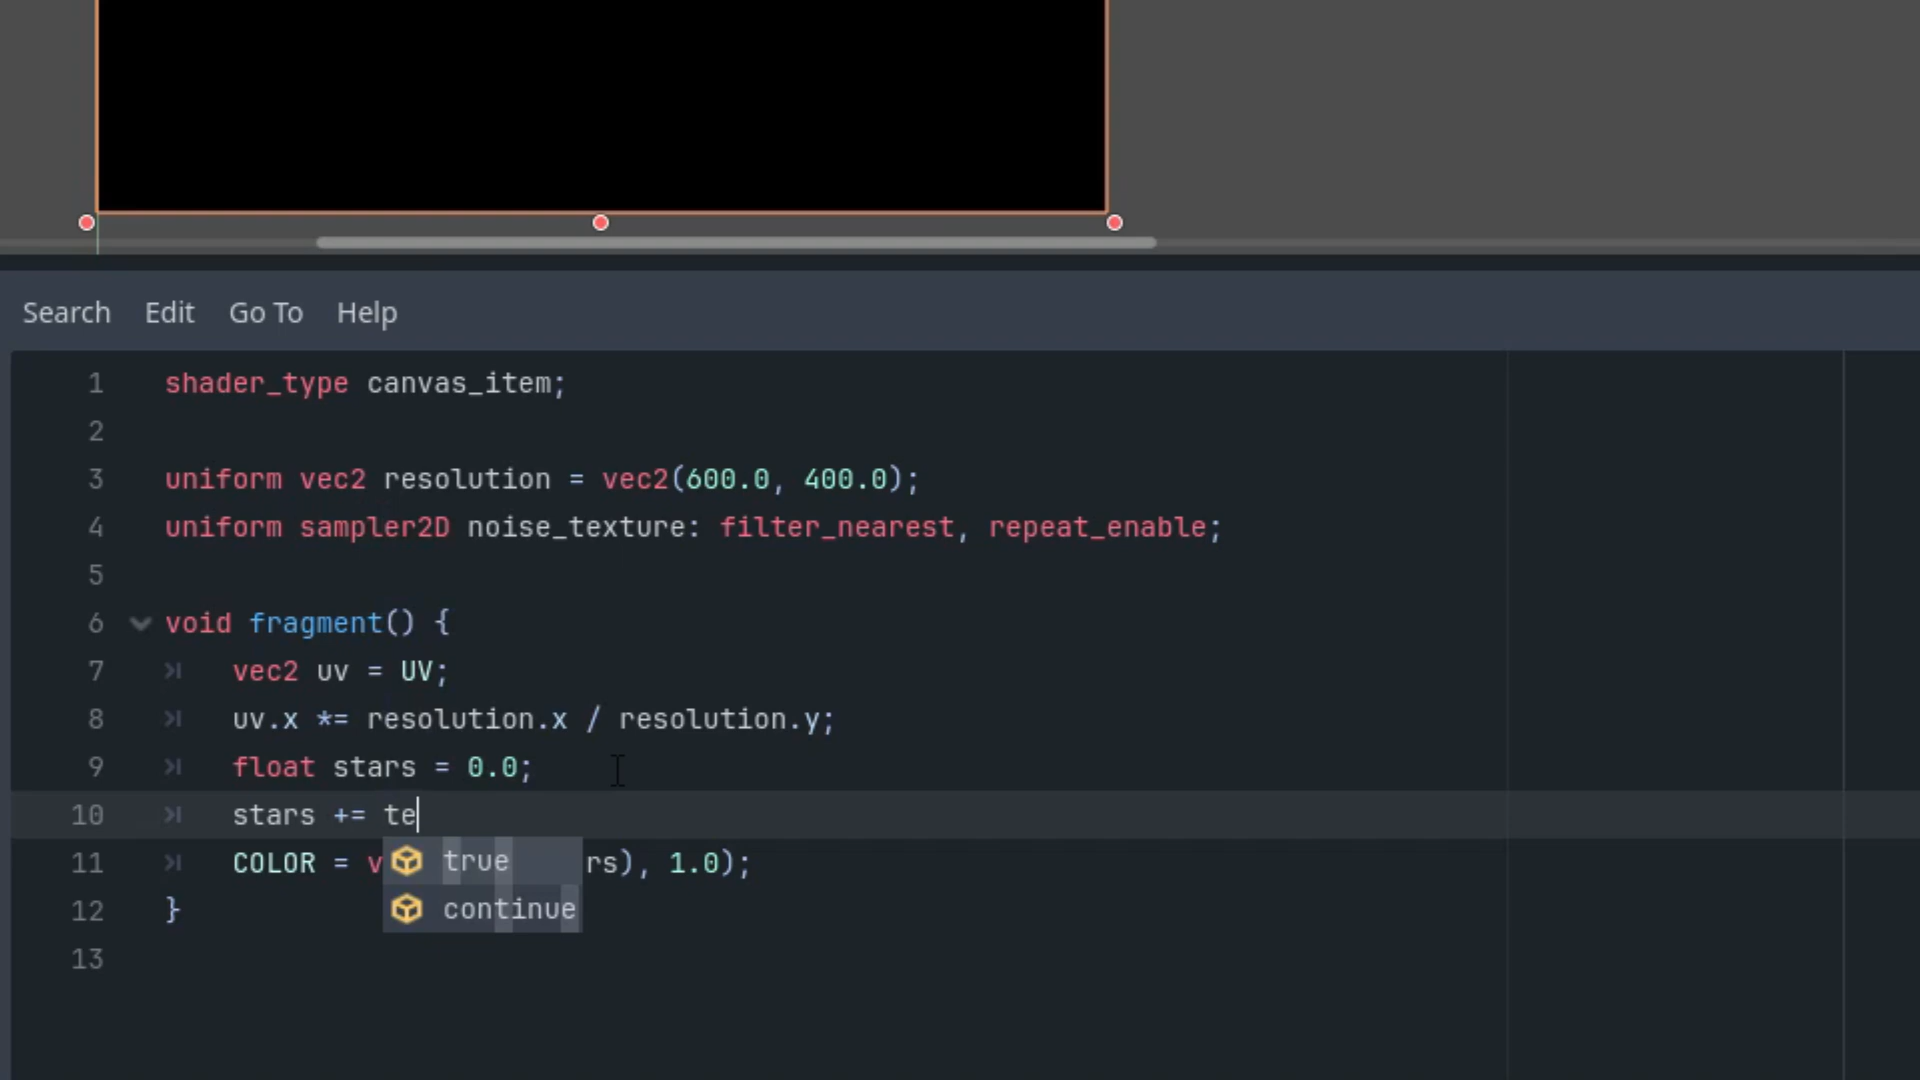 Search Edit Go To Help
1 shader_type canvas_item;
2
3 uniform vec2 resolution = vec2(600.0, 400.0);
4 uniform sampler2D noise_texture: filter_nearest, repeat_enable;
5
6 void fragment() {
7 vec2 uv = UV;
8 uv.x *= resolution.x / resolution.y;
9 float stars = 0.0;
10 stars += te
11 COLOR = v true rs), 1.0);
12 } continue
13